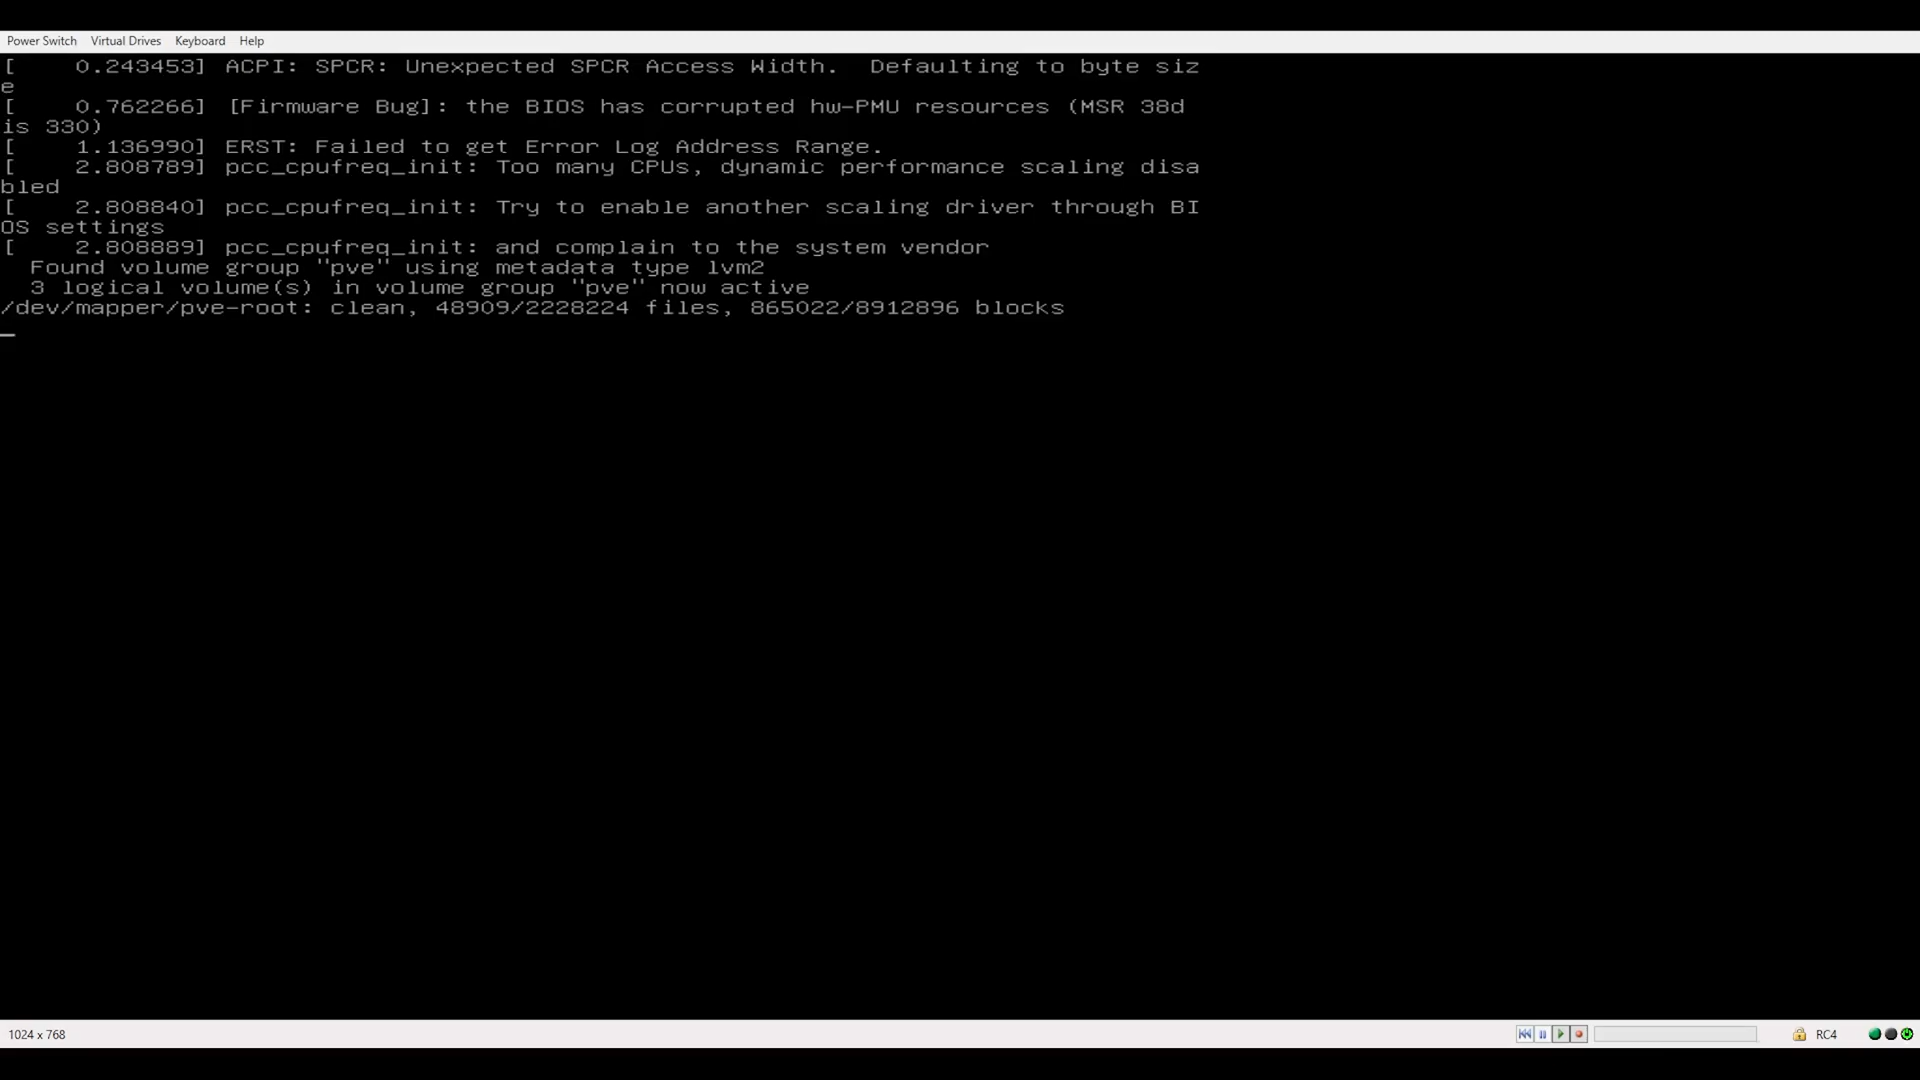 Power Switch Virtual Drives Keyboard Help
[    0.243453] ACPI: SPCR: Unexpected SPCR Access Width.  Defaulting to byte siz
e
[    0.762266] [Firmware Bug]: the BIOS has corrupted hw-PMU resources (MSR 38d
is 330)
[    1.136990] ERST: Failed to get Error Log Address Range.
[    2.808789] pcc_cpufreq_init: Too many CPUs, dynamic performance scaling disa
bled
[    2.808840] pcc_cpufreq_init: Try to enable another scaling driver through BI
OS settings
[    2.808889] pcc_cpufreq_init: and complain to the system vendor
  Found volume group "pve" using metadata type lvm2
  3 logical volume(s) in volume group "pve" now active
/dev/mapper/pve-root: clean, 48909/2228224 files, 865022/8912896 blocks
1024 x 768 RC4